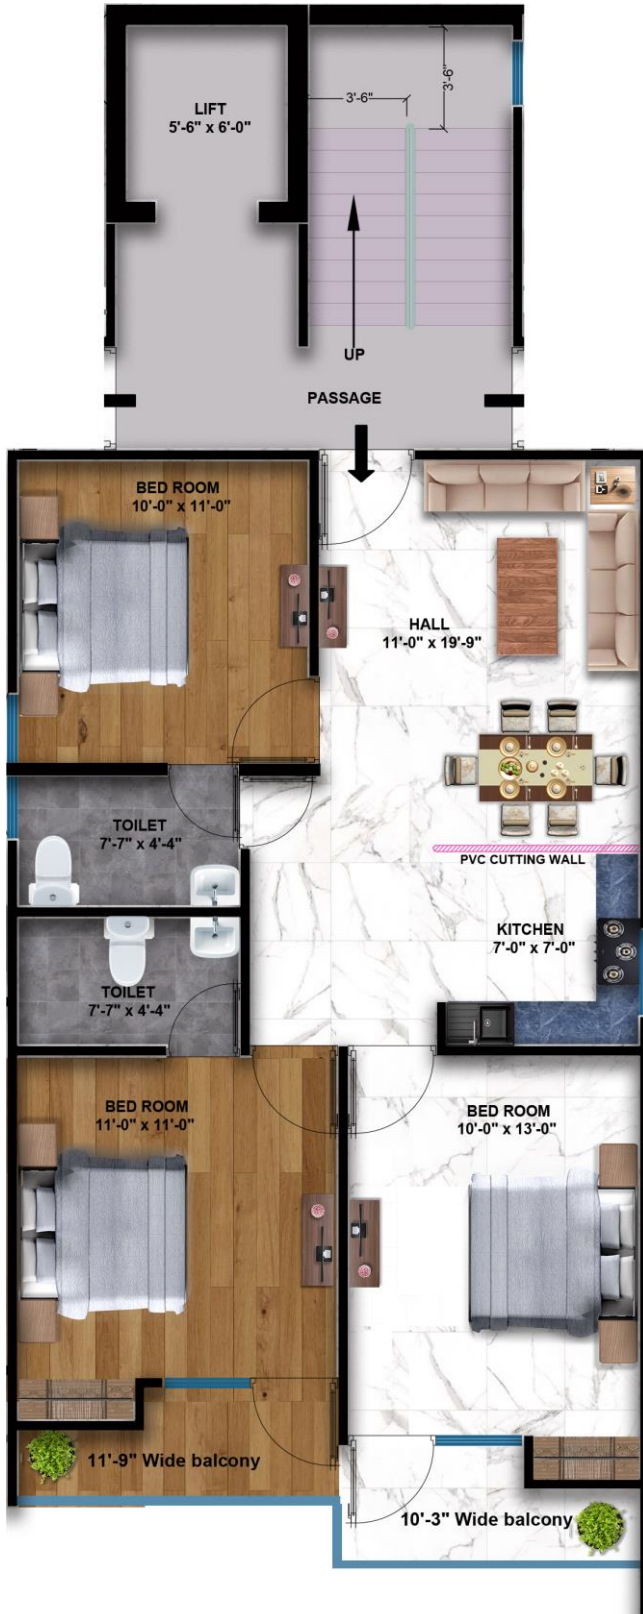 3'-6"
3'-6"
LIFT
5'-6" x 6'-0"
UP
PASSAGE
BED ROOM
10'-0" x 11'-0"
HALL
11'-0" x 19'-9"
TOILET
7'-7" x 4'-4"
PVC CUTTING WALL
KITCHEN
7'-0" x 7'-0"
TOILET
7'-7" x 4'-4"
BED ROOM
11'-0" x 11'-0"
BED ROOM
10'-0" x 13'-0"
11'-9" Wide balcony
10'-3" Wide balcony